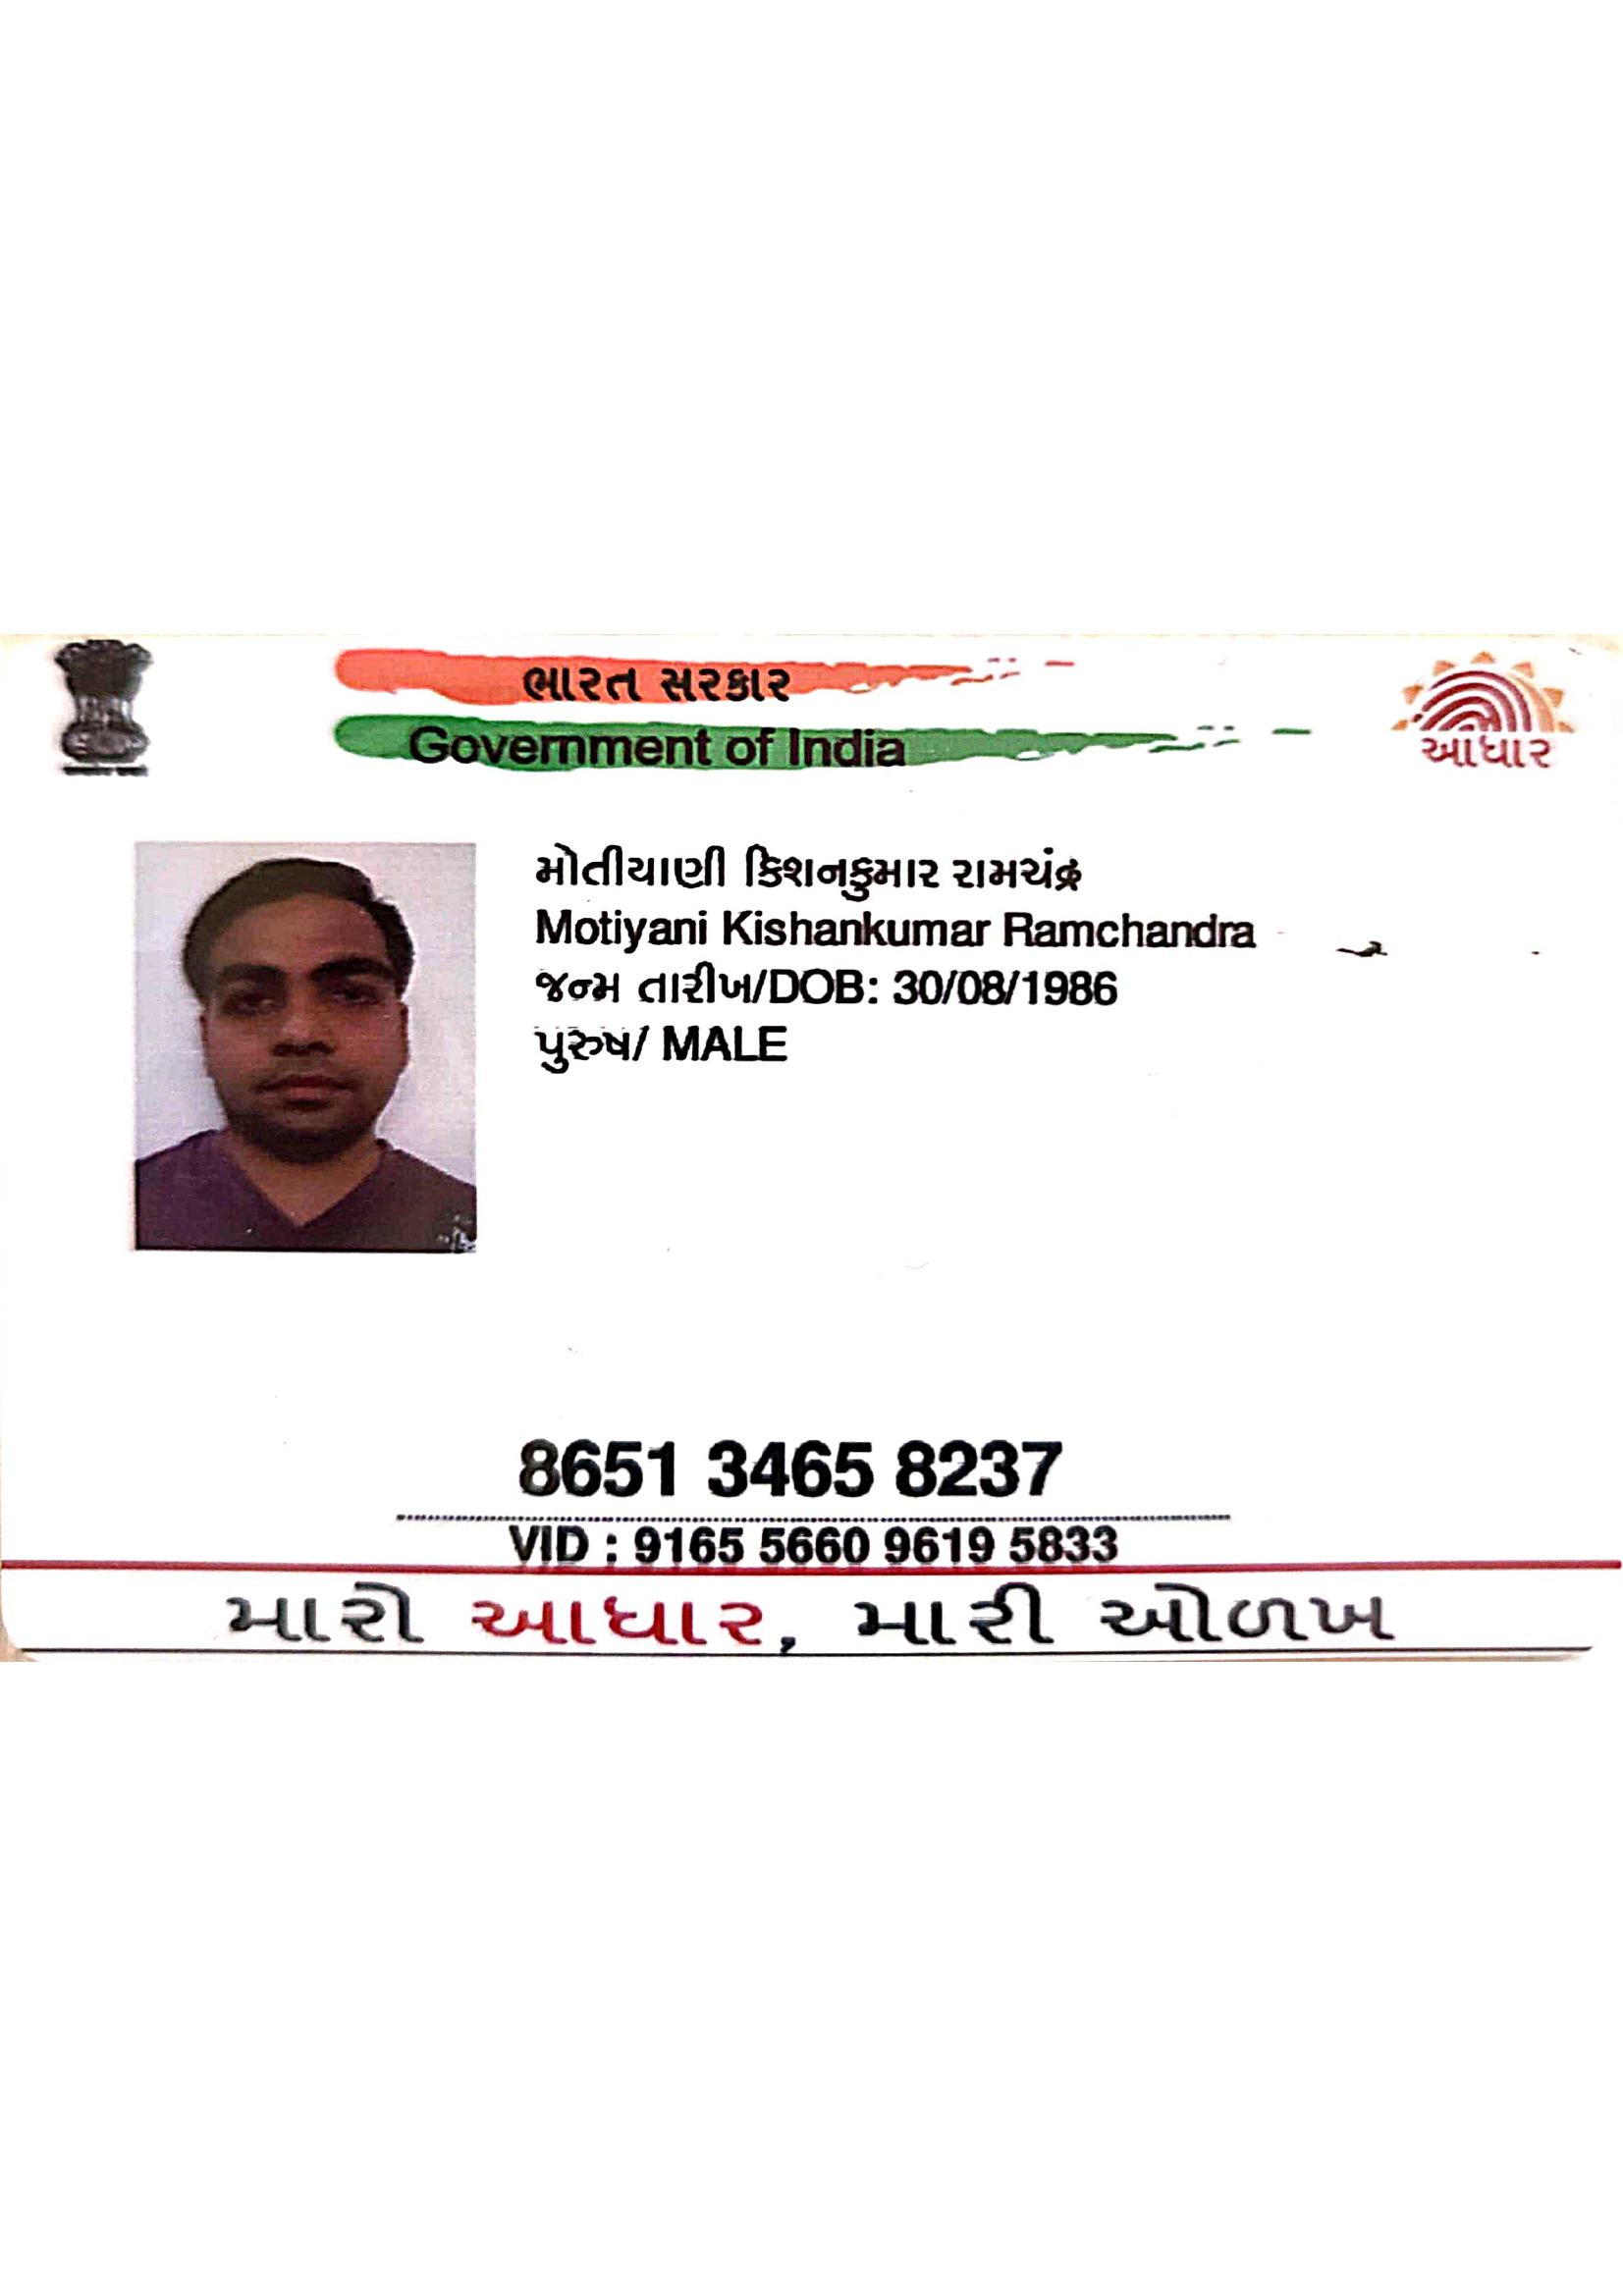 ભારત સરકાર
Government of India
આધાર
મોતીયાણી કિશનકુમાર રામચંદ્ર
Motiyani Kishankumar Ramchandra
જન્મ તારીખ/DOB: 30/08/1986
પુરુષ/ MALE
8651 3465 8237
VID : 9165 5660 9619 5833
મારો આધાર, મારી ઓળખ